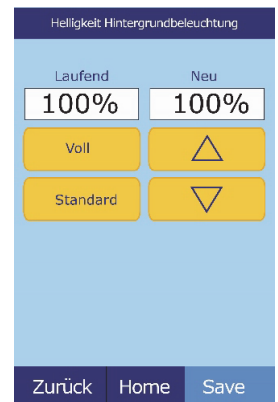 Helligkeit Hintergrundbeleuchtung
Laufend Neu
100% 100%
Voll
Standard
Zurück Home Save